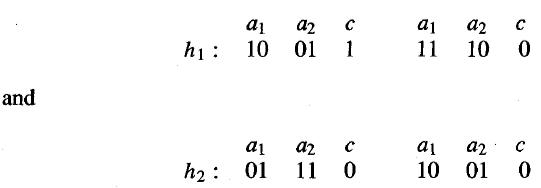 a₁ a₂ c a₁ a₂ c
h₁ : 10 01 1 11 10 0
and
a₁ a₂ c a₁ a₂ c
h₂ : 01 11 0 10 01 0